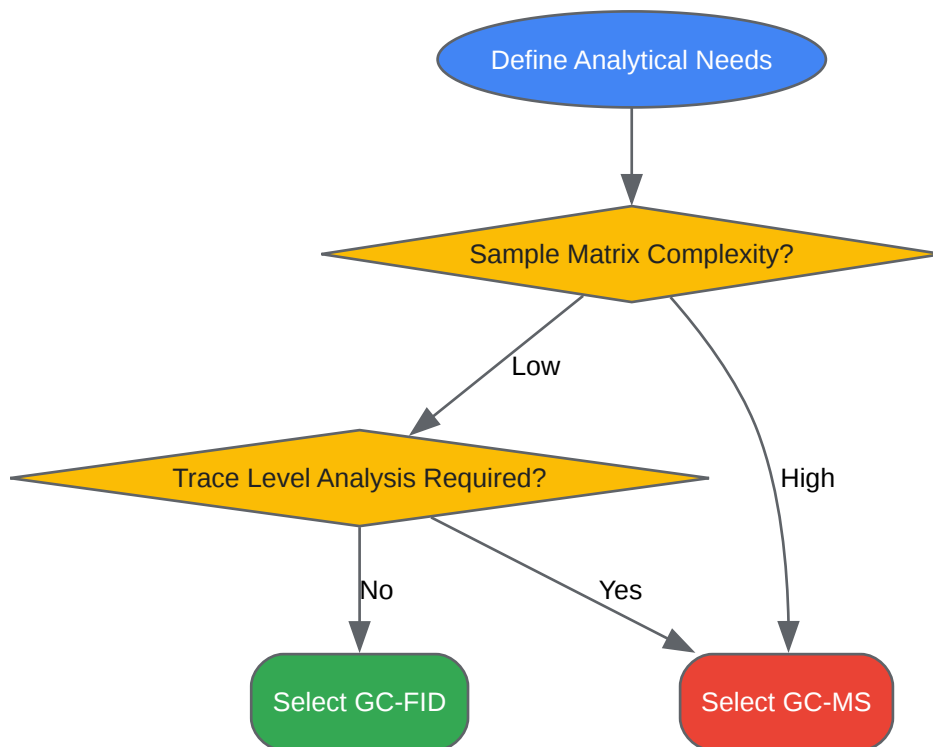 Define Analytical Needs
Sample Matrix Complexity?
Low
Trace Level Analysis Required?
High
No
Yes
Select GC-FID
Select GC-MS